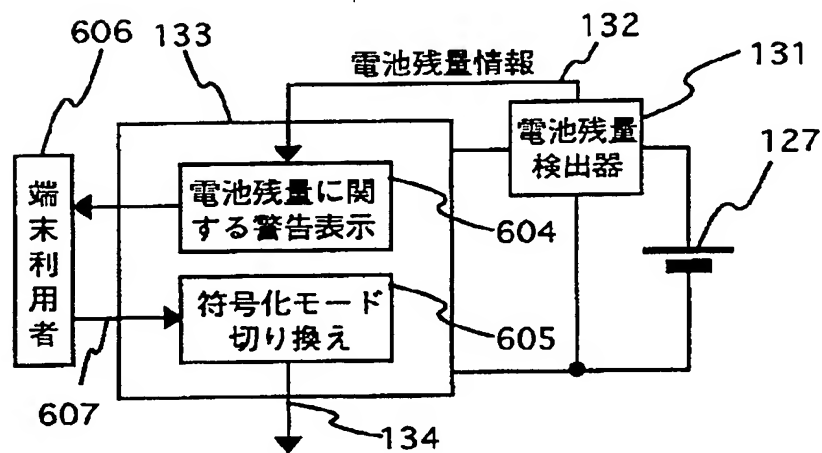 606
133
132
131
電池残量情報
電池残量
検出器
127
端末利用者
電池残量に関
する警告表示
604
符号化モード
切り換え
605
607
134